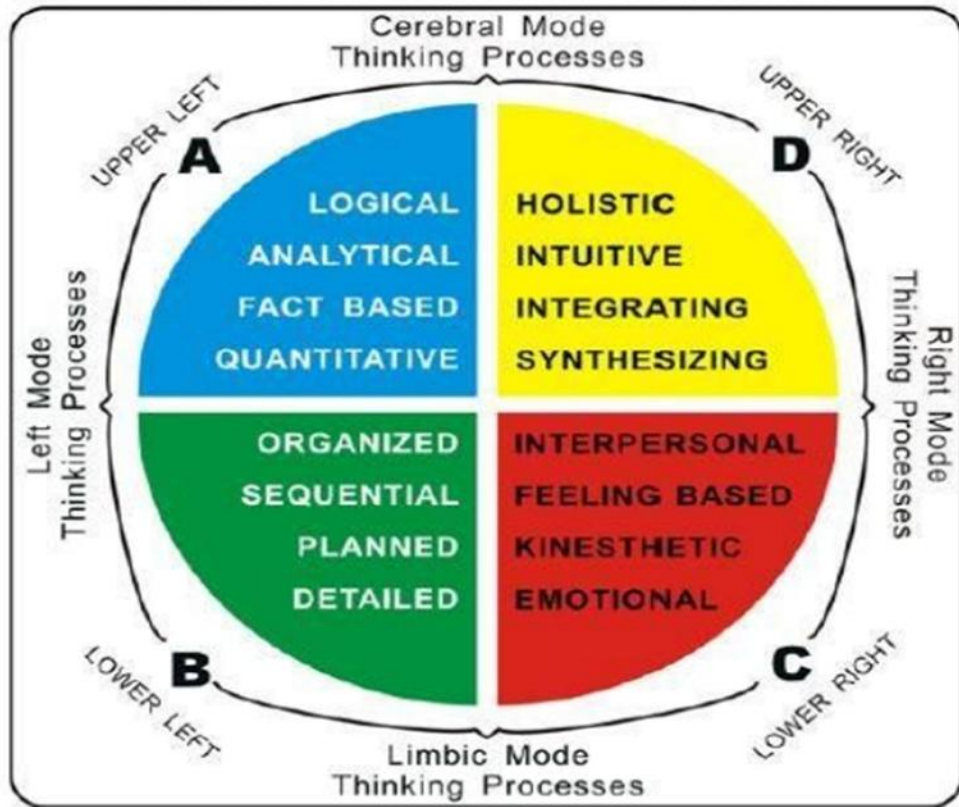 Cerebral Mode
Thinking Processes
UPPER LEFT
A
UPPER RIGHT
D
LOGICAL
ANALYTICAL
FACT BASED
QUANTITATIVE
HOLISTIC
INTUITIVE
INTEGRATING
SYNTHESIZING
Left Mode
Thinking Processes
Right Mode
Thinking Processes
ORGANIZED
SEQUENTIAL
PLANNED
DETAILED
INTERPERSONAL
FEELING BASED
KINESTHETIC
EMOTIONAL
B
LOWER LEFT
C
LOWER RIGHT
Limbic Mode
Thinking Processes